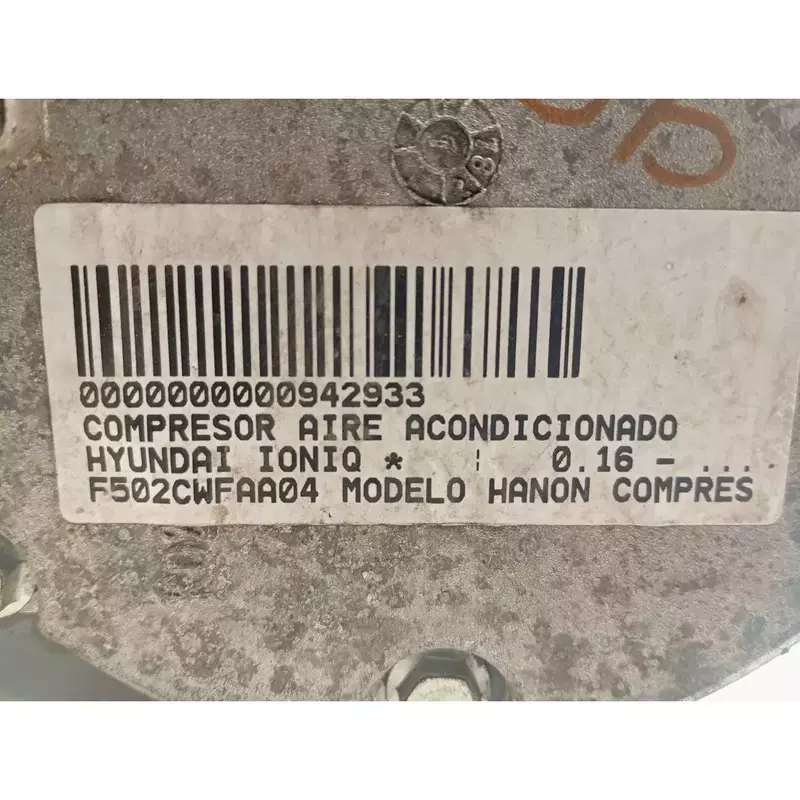 0000000000942933
COMPRESOR AIRE ACONDICIONADO
HYUNDAI IONIQ * ¦ 0.16 - ...
F502CWFAA04 MODELO HANON COMPRES